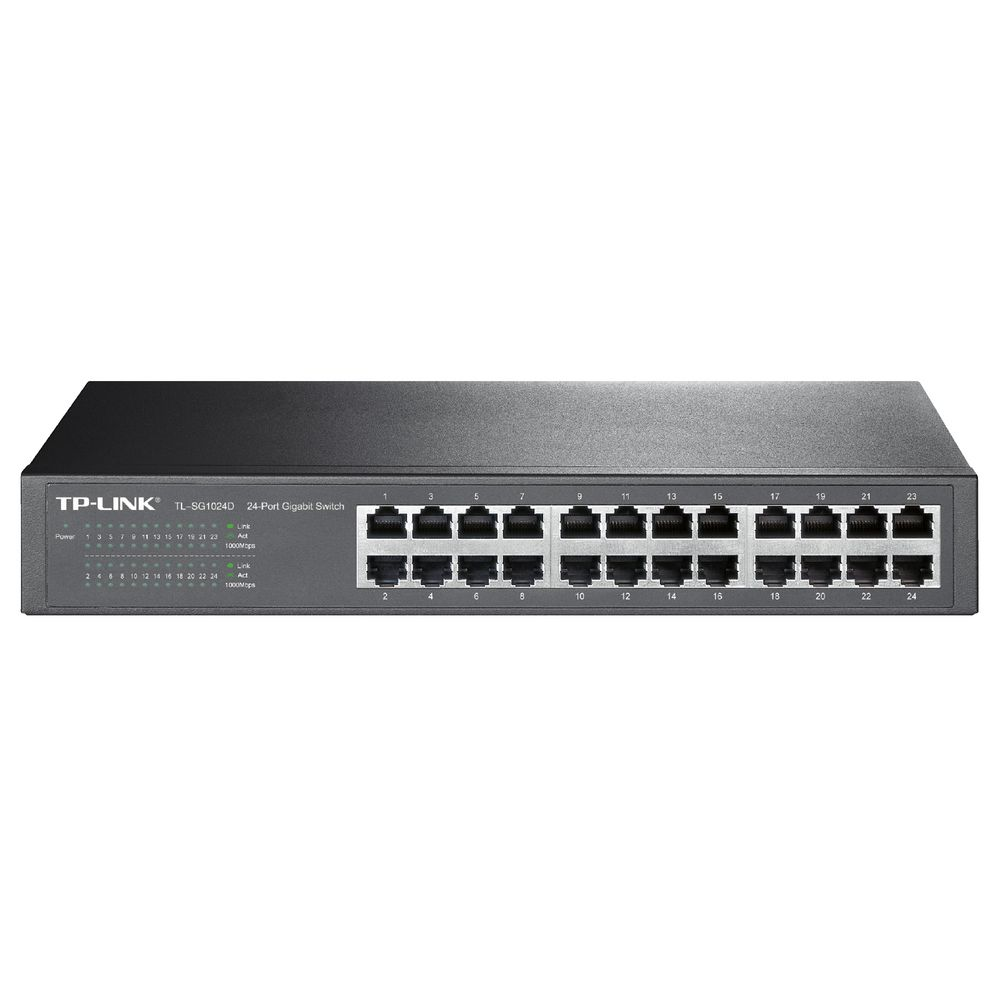 TP-LINK® TL-SG1024D 24-Port Gigabit Switch
Power 1 3 5 7 9 11 13 15 17 19 21 23 Link
Act
1000Mbps
2 4 6 8 10 12 14 16 18 20 22 24 Link
Act
1000Mbps
1 3 5 7 9 11 13 15 17 19 21 23
2 4 6 8 10 12 14 16 18 20 22 24